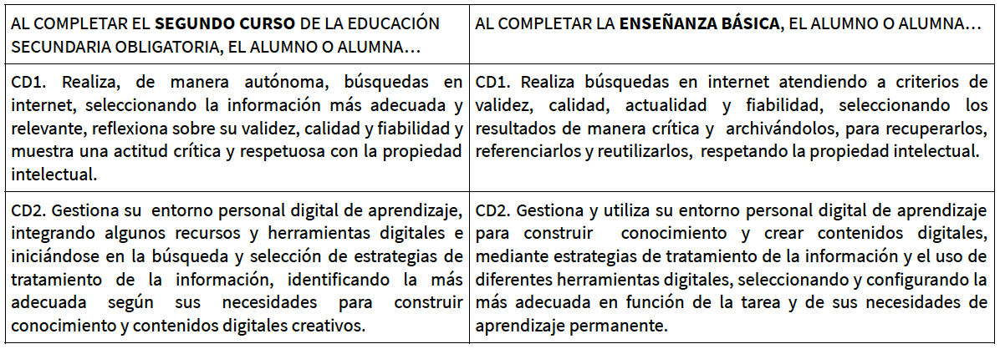 AL COMPLETAR EL SEGUNDO CURSO DE LA EDUCACIÓN
SECUNDARIA OBLIGATORIA, EL ALUMNO O ALUMNA…
AL COMPLETAR LA ENSEÑANZA BÁSICA, EL ALUMNO O ALUMNA…
CD1. Realiza, de manera autónoma, búsquedas en
internet, seleccionando la información más adecuada y
relevante, reflexiona sobre su validez, calidad y fiabilidad y
muestra una actitud crítica y respetuosa con la propiedad
intelectual.
CD1. Realiza búsquedas en internet atendiendo a criterios de
validez, calidad, actualidad y fiabilidad, seleccionando los
resultados de manera crítica y archivándolos, para recuperarlos,
referenciarlos y reutilizarlos, respetando la propiedad intelectual.
CD2. Gestiona su entorno personal digital de aprendizaje,
integrando algunos recursos y herramientas digitales e
iniciándose en la búsqueda y selección de estrategias de
tratamiento de la información, identificando la más
adecuada según sus necesidades para construir
conocimiento y contenidos digitales creativos.
CD2. Gestiona y utiliza su entorno personal digital de aprendizaje
para construir conocimiento y crear contenidos digitales,
mediante estrategias de tratamiento de la información y el uso de
diferentes herramientas digitales, seleccionando y configurando la
más adecuada en función de la tarea y de sus necesidades de
aprendizaje permanente.